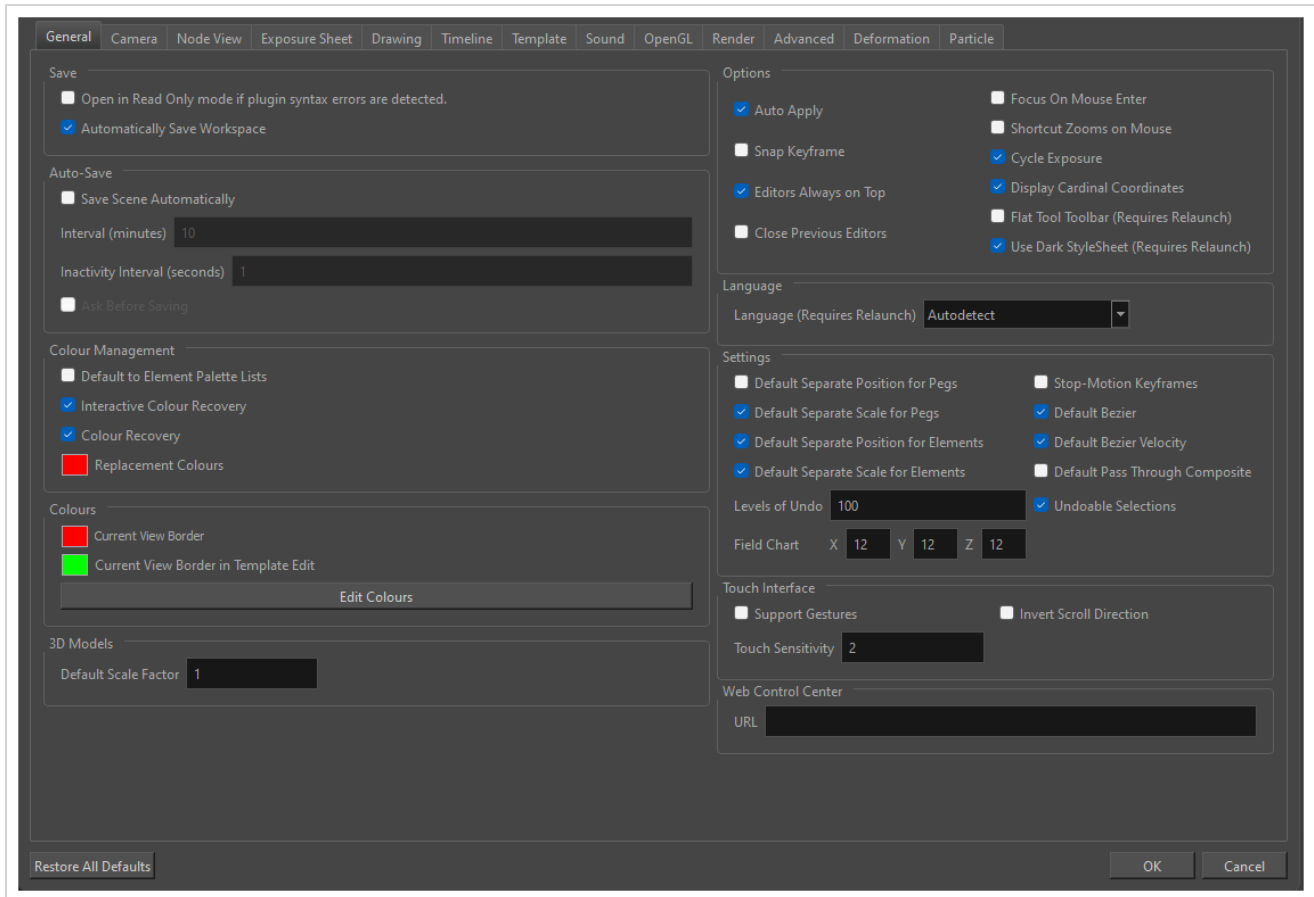 General Camera Node View Exposure Sheet Drawing Timeline Template Sound OpenGL Render Advanced Deformation Particle
Save
Open in Read Only mode if plugin syntax errors are detected.
Automatically Save Workspace
Auto-Save
Save Scene Automatically
Interval (minutes) 10
Inactivity Interval (seconds) 1
Ask Before Saving
Colour Management
Default to Element Palette Lists
Interactive Colour Recovery
Colour Recovery
Replacement Colours
Colours
Current View Border
Current View Border in Template Edit
Edit Colours
3D Models
Default Scale Factor 1
Options
Auto Apply
Snap Keyframe
Editors Always on Top
Close Previous Editors
Focus On Mouse Enter
Shortcut Zooms on Mouse
Cycle Exposure
Display Cardinal Coordinates
Flat Tool Toolbar (Requires Relaunch)
Use Dark StyleSheet (Requires Relaunch)
Language
Language (Requires Relaunch) Autodetect
Settings
Default Separate Position for Pegs Stop-Motion Keyframes
Default Separate Scale for Pegs Default Bezier
Default Separate Position for Elements Default Bezier Velocity
Default Separate Scale for Elements Default Pass Through Composite
Levels of Undo 100 Undoable Selections
Field Chart X 12 Y 12 Z 12
Touch Interface
Support Gestures Invert Scroll Direction
Touch Sensitivity 2
Web Control Center
URL
Restore All Defaults OK Cancel